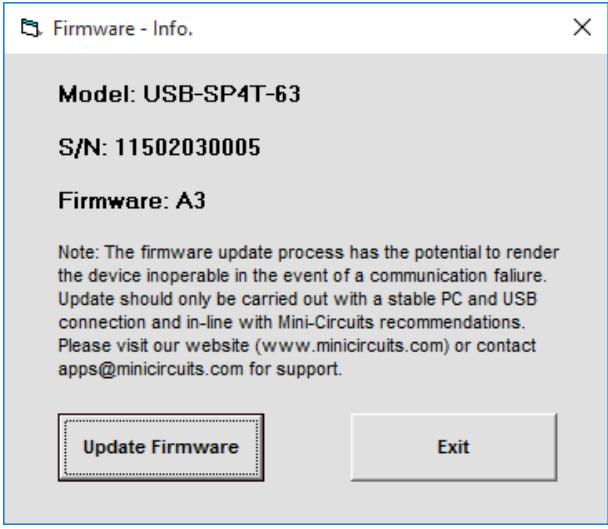 Firmware - Info.
Model: USB-SP4T-63
S/N: 11502030005
Firmware: A3
Note: The firmware update process has the potential to render
the device inoperable in the event of a communication faliure.
Update should only be carried out with a stable PC and USB
connection and in-line with Mini-Circuits recommendations.
Please visit our website (www.minicircuits.com) or contact
apps@minicircuits.com for support.
Update Firmware
Exit